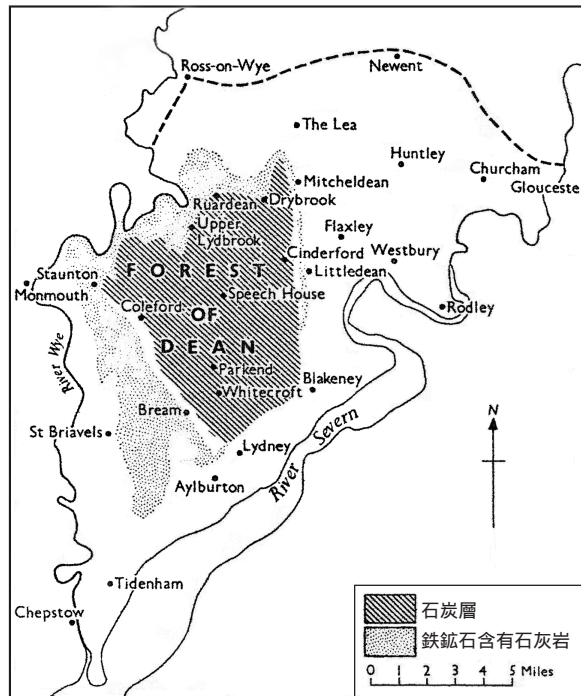 Ross-on-Wye
Newent
The Lea
Huntley
Mitcheldean
Churcham
Gloucester
Ruardean
Drybrook
Upper
Lydbrook
Flaxley
Cinderford
Westbury
Staunton
FOREST
Littledean
Monmouth
Speech House
Coleford
OF
Rodley
DEAN
River Wye
Parkend
Whitecroft
Blakeney
Bream
N
St Briavels
Lydney
River Severn
Aylburton
Tidenham
Chepstow
石炭層
鉄鉱石含有石灰岩
0 1 2 3 4 5 Miles